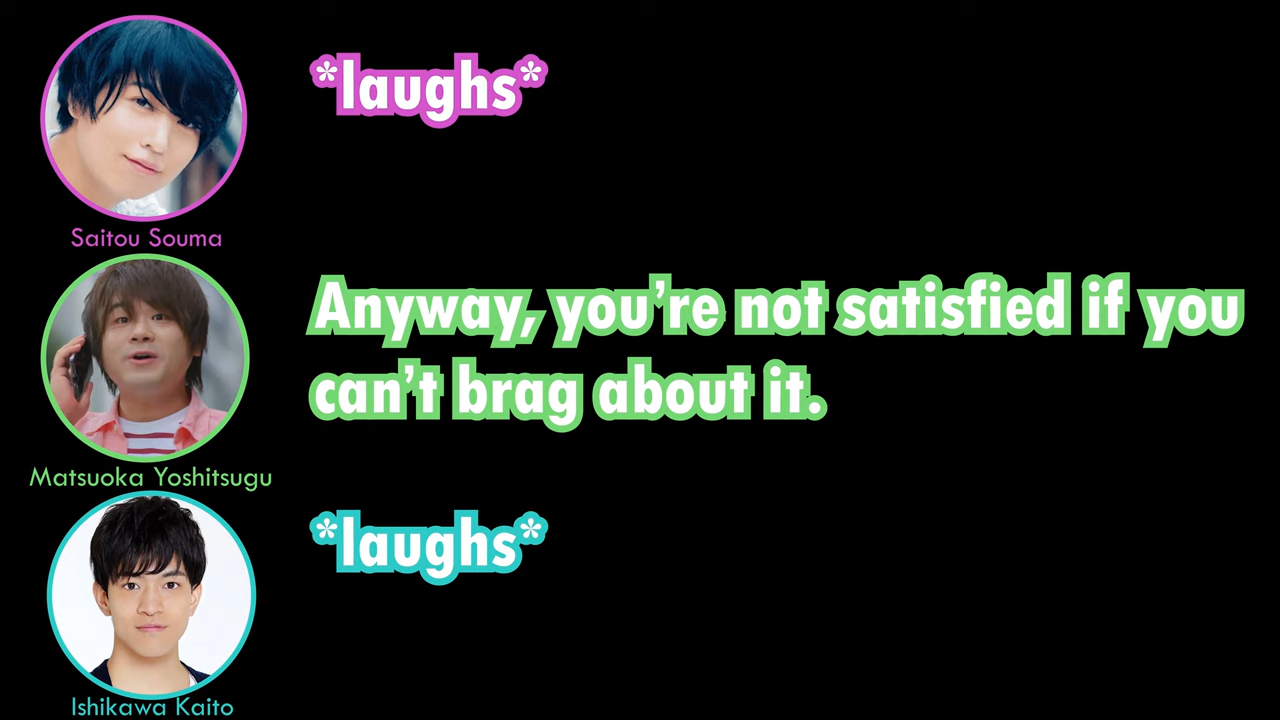 *laughs*
Saitou Souma
Anyway, you're not satisfied if you
can't brag about it.
Matsuoka Yoshitsugu
*laughs*
Ishikawa Kaito